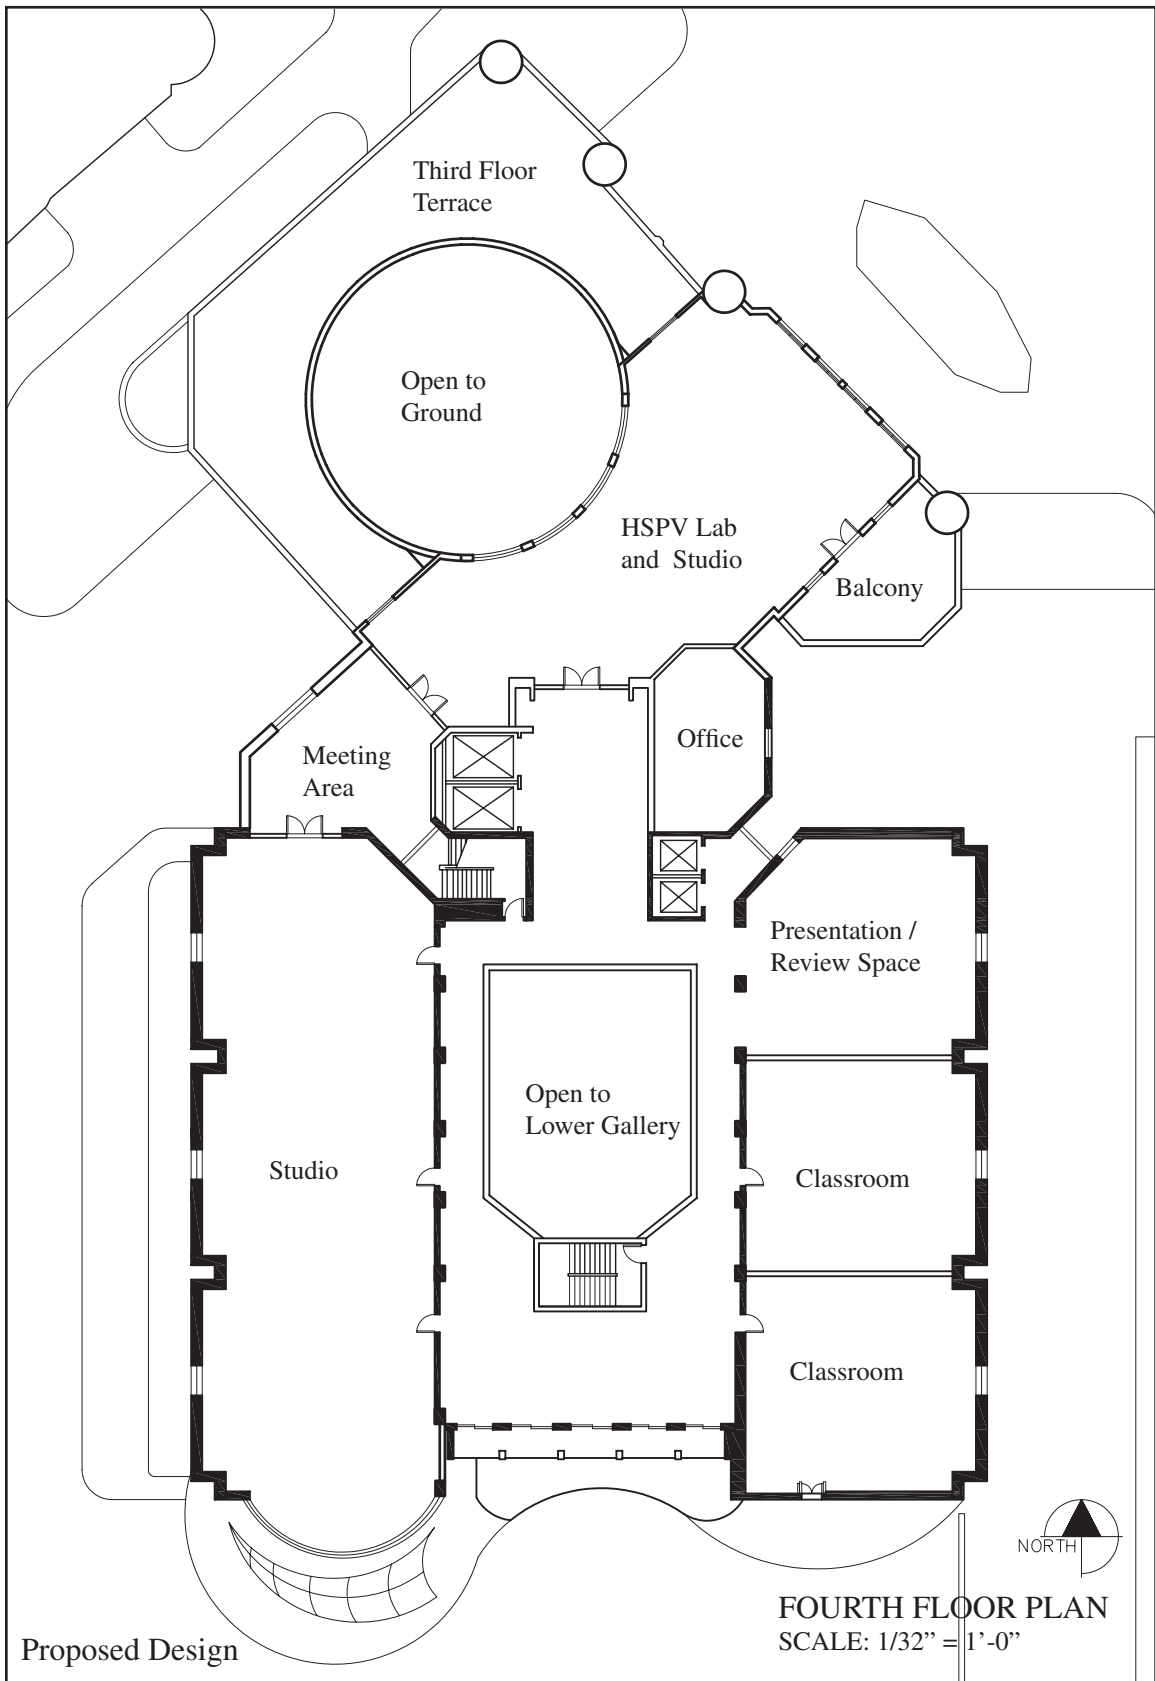 Third Floor
Terrace
Open to
Ground
HSPV Lab
and Studio
Balcony
Office
Meeting
Area
Presentation /
Review Space
Open to
Lower Gallery
Studio
Classroom
Classroom
NORTH
FOURTH FLOOR PLAN
SCALE: 1/32” = 1’-0”
Proposed Design